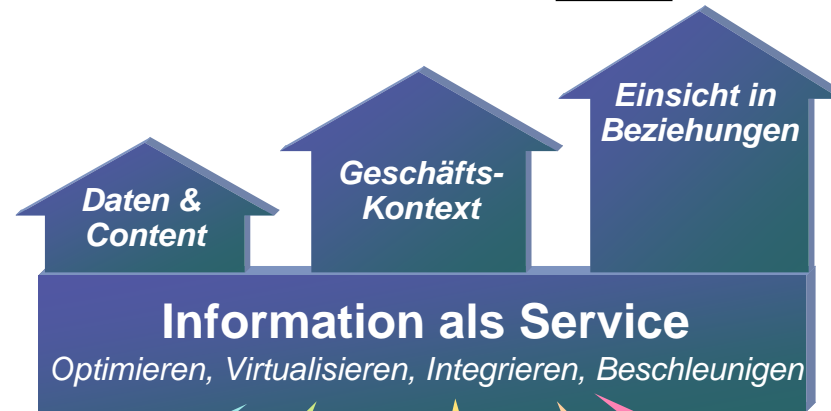 Einsicht in
Beziehungen
Geschäfts-
Kontext
Daten &
Content
Information als Service
Optimieren, Virtualisieren, Integrieren, Beschleunigen